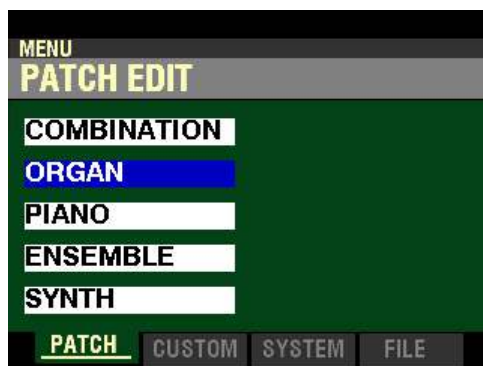 MENU
PATCH EDIT
COMBINATION
ORGAN
PIANO
ENSEMBLE
SYNTH
PATCH CUSTOM SYSTEM FILE